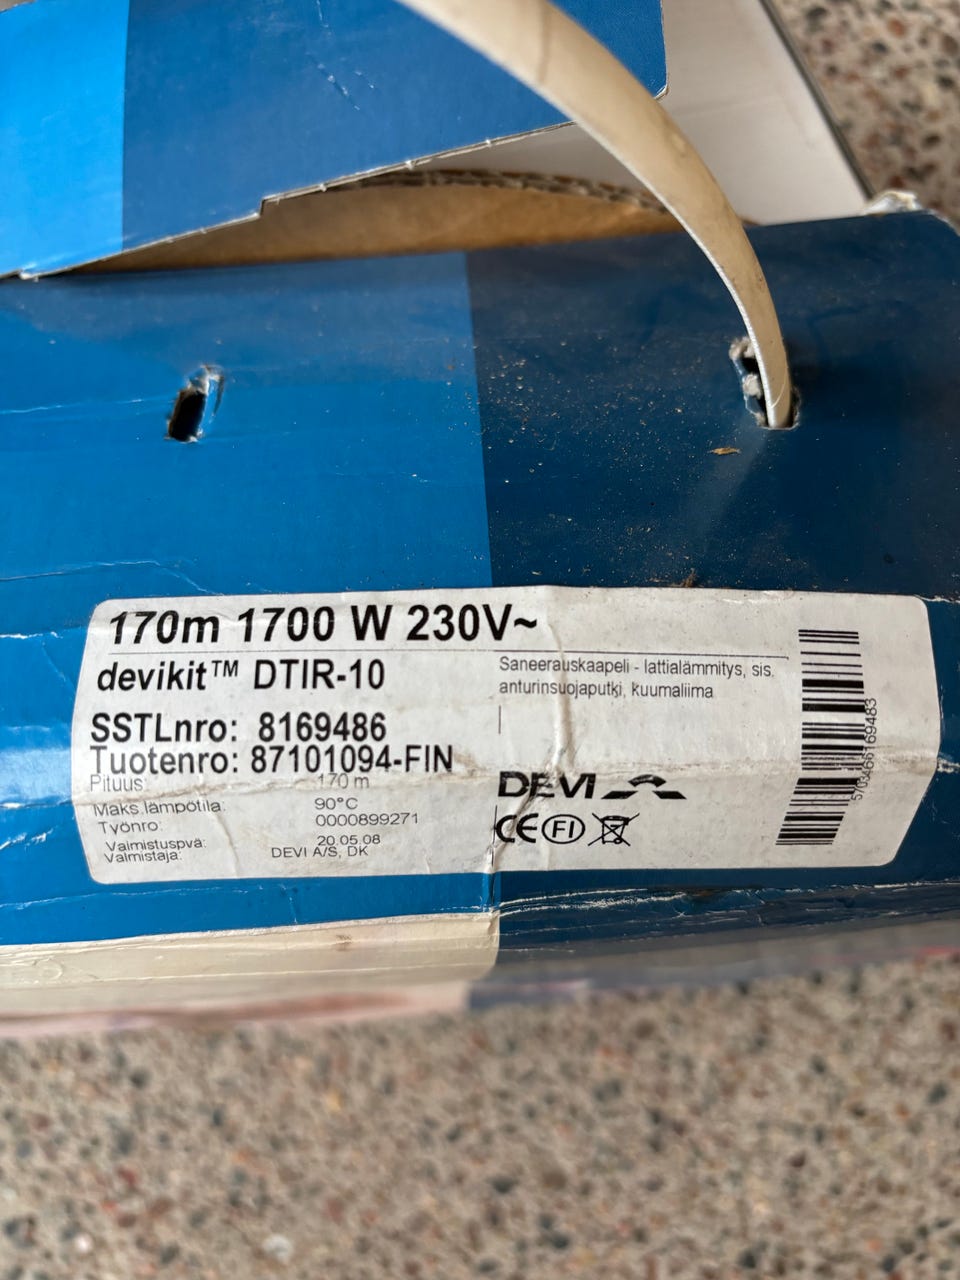 170m 1700 W 230V~
devikit™ DTIR-10
Saneerauskaapeli - lattialämmitys, sis.
anturinsuojaputki, kuumaliima
SSTLnro: 8169486
Tuotenro: 87101094-FIN
Pituus: 170 m
Maks.lämpötila: 90°C
Työnro: 0000899271
Valmistuspvä: 20.05.08
Valmistaja: DEVI A/S, DK
DEVI
CE FI
5703466169483